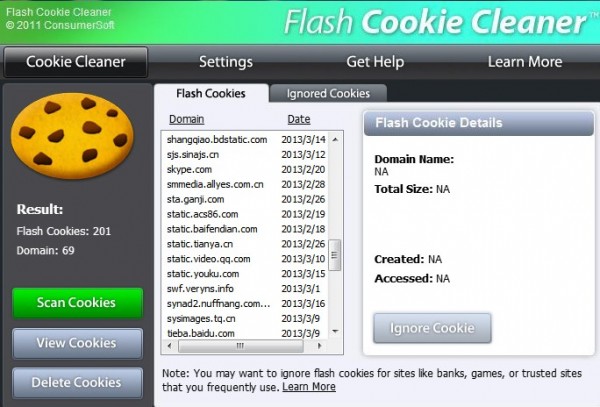 Flash Cookie Cleaner
© 2011 ConsumerSoft
Flash Cookie Cleaner™
Cookie Cleaner Settings Get Help Learn More
Flash Cookies Ignored Cookies
Domain Date
shangqiao.bdstatic.com 2013/3/14
sjs.sinajs.cn 2013/3/12
skype.com 2013/2/20
smmedia.allyes.com.cn 2013/2/28
sta.ganji.com 2013/2/26
static.acs86.com 2013/2/19
static.baifendian.com 2013/2/18
static.tianya.cn 2013/2/26
static.video.qq.com 2013/3/10
static.youku.com 2013/3/15
swf.veryns.info 2013/3/1
synad2.nuffnang.com... 2013/3/16
sysimages.tq.cn 2013/3/9
tieba.baidu.com 2013/3/9
Flash Cookie Details
Domain Name:
NA
Total Size: NA
Created: NA
Accessed: NA
Ignore Cookie
Result:
Flash Cookies: 201
Domain: 69
Scan Cookies
View Cookies
Delete Cookies
Note: You may want to ignore flash cookies for sites like banks, games, or trusted sites
that you frequently use. Learn More